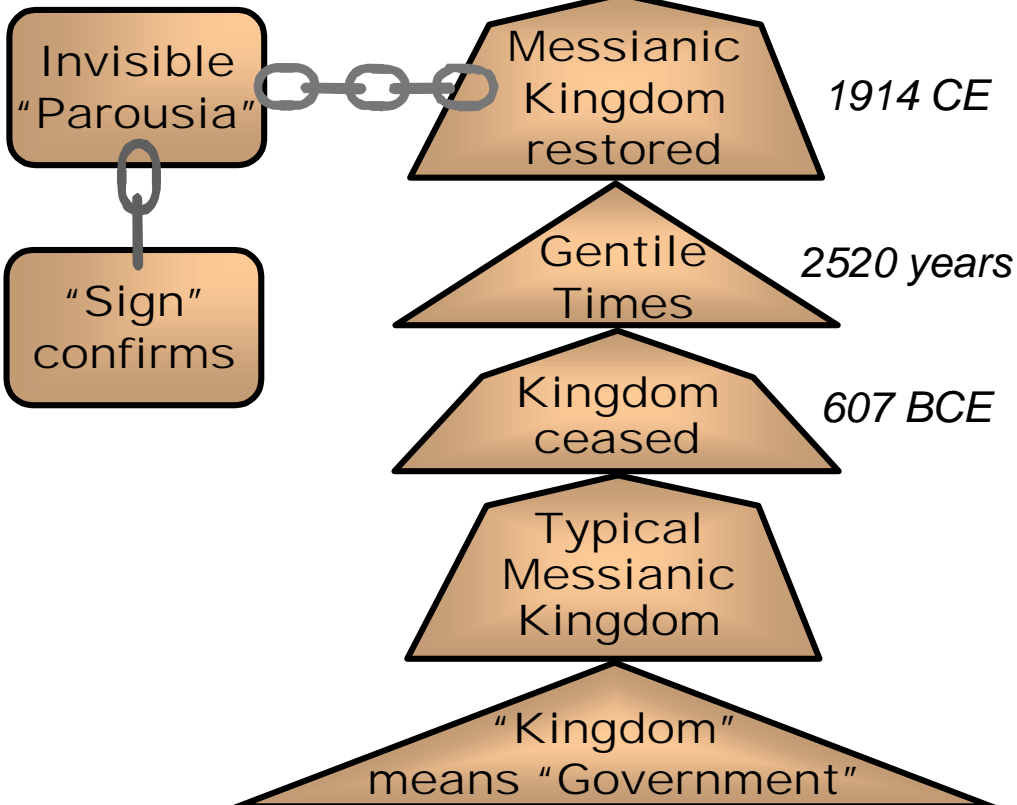 Invisible
“Parousia”
“Sign”
confirms
Messianic
Kingdom
restored
1914 CE
Gentile
Times
2520 years
Kingdom
ceased
607 BCE
Typical
Messianic
Kingdom
“Kingdom”
means “Government”